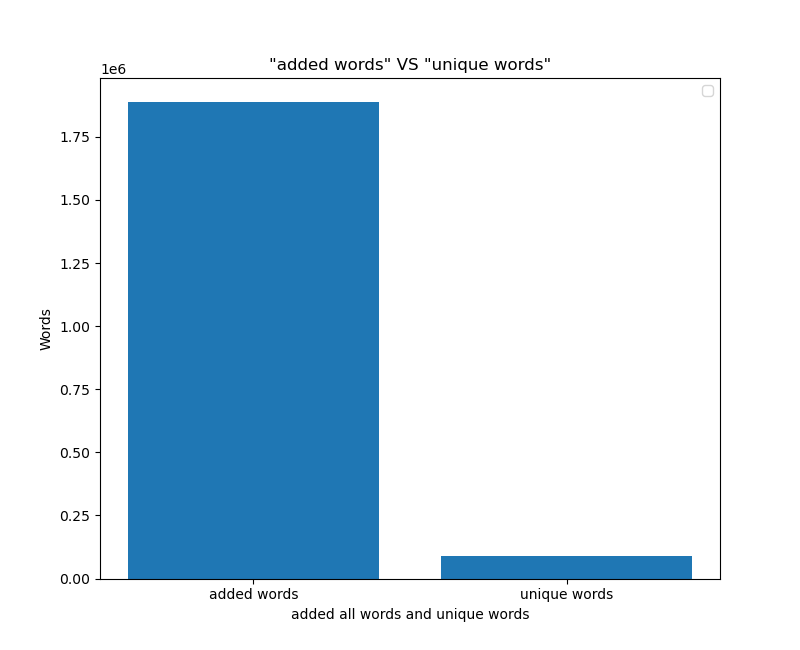 "added words" VS "unique words"
1e6
1.75
1.50
1.25
1.00
0.75
0.50
0.25
0.00
Words
added words
unique words
added all words and unique words